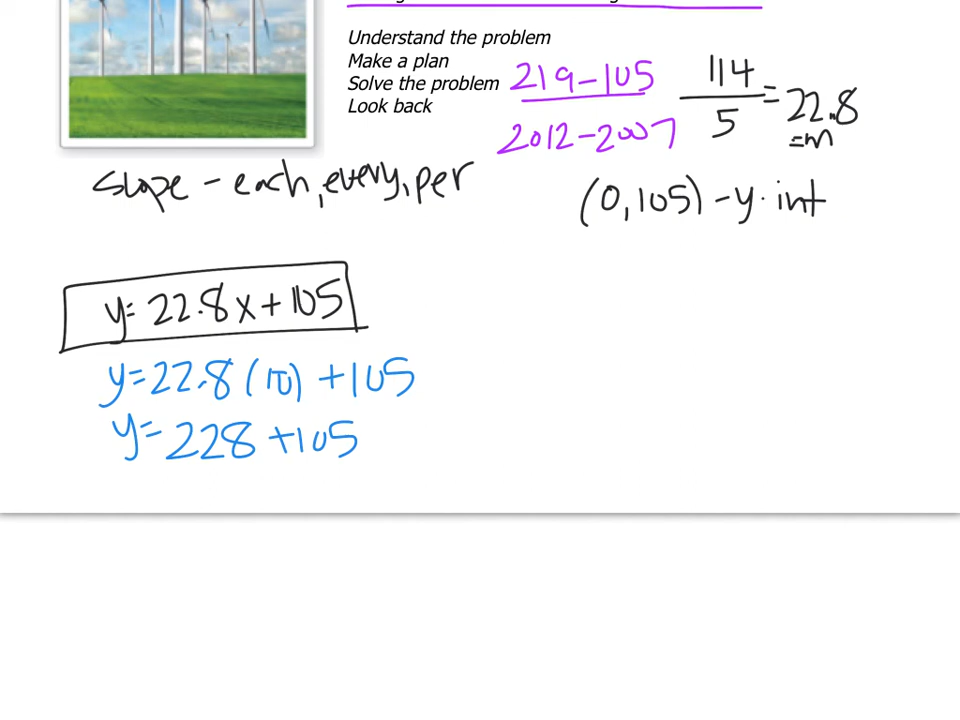 Understand the problem
Make a plan
Solve the problem
Look back
219-105
2012-2007
114
5
=22.8
=m
slope - each, every, per
(0,105) - y-int
y=22.8x+105
y=22.8(10)+105
y=228+105